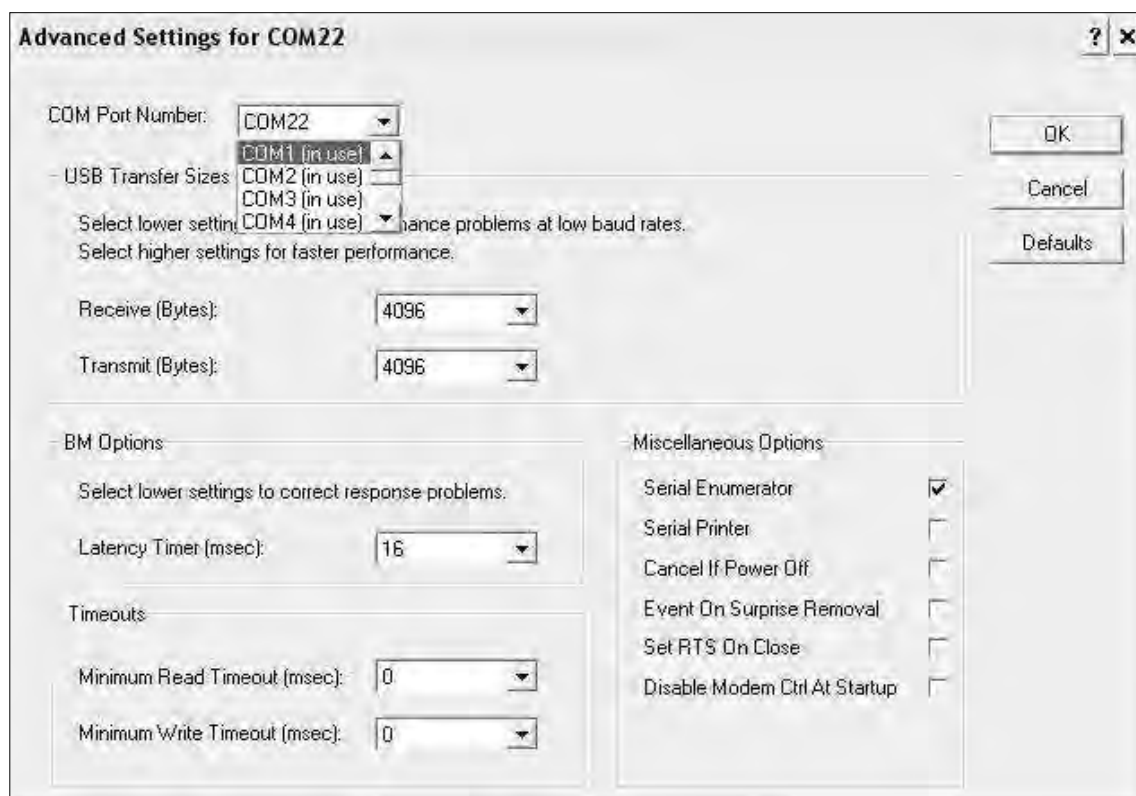 Advanced Settings for COM22
? ×
COM Port Number:
COM22
OK
COM1 (in use)
USB Transfer Sizes
COM2 (in use)
Cancel
COM3 (in use)
Select lower settin
COM4 (in use)
mance problems at low baud rates.
Defaults
Select higher settings for faster performance.
Receive (Bytes):
4096
Transmit (Bytes):
4096
BM Options
Miscellaneous Options
Select lower settings to correct response problems.
Serial Enumerator
Serial Printer
Latency Timer (msec):
16
Cancel If Power Off
Event On Surprise Removal
Timeouts
Set RTS On Close
Minimum Read Timeout (msec):
0
Disable Modem Ctrl At Startup
Minimum Write Timeout (msec):
0